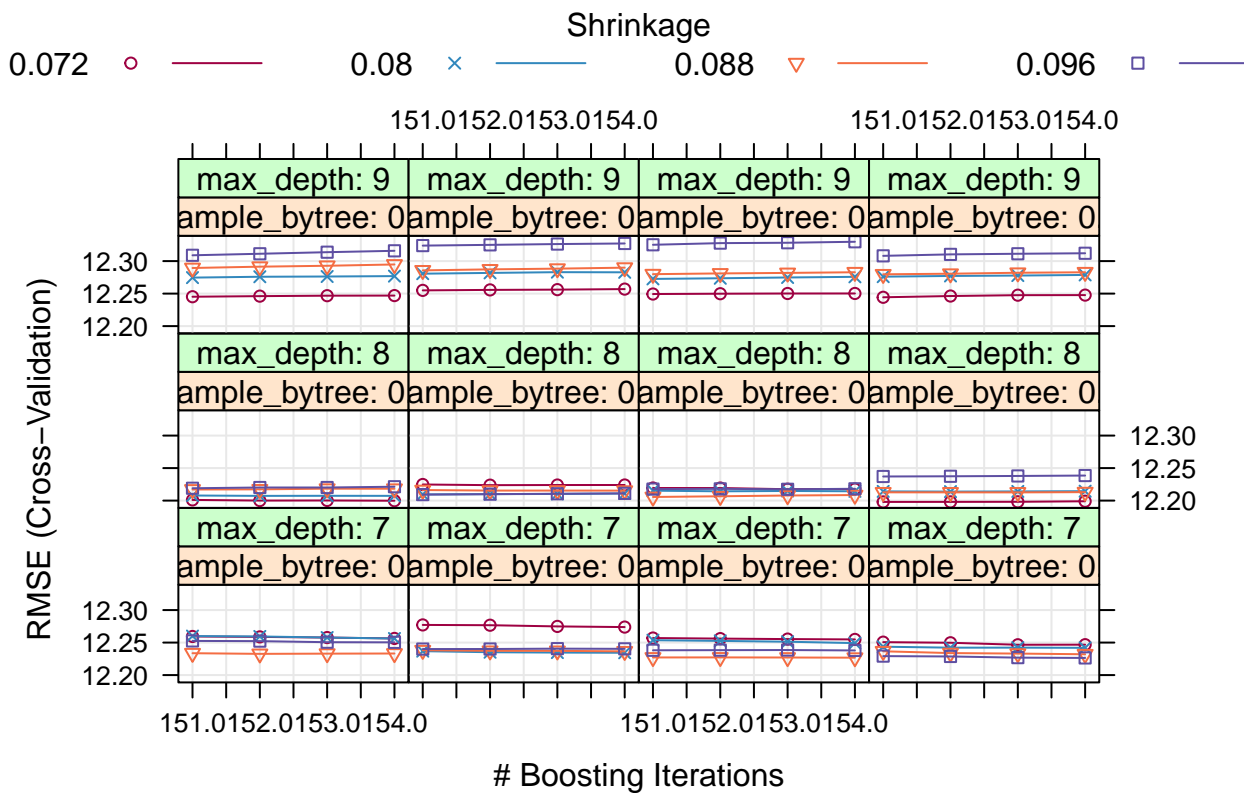 Shrinkage
0.072 0.08 0.088 0.096
151.0152.0153.0154.0 151.0152.0153.0154.0
max_depth: 9 max_depth: 9 max_depth: 9 max_depth: 9
ample_bytree: 0 ample_bytree: 0 ample_bytree: 0 ample_bytree: 0
12.30
12.25
12.20
max_depth: 8 max_depth: 8 max_depth: 8 max_depth: 8
ample_bytree: 0 ample_bytree: 0 ample_bytree: 0 ample_bytree: 0
12.30
12.25
12.20
max_depth: 7 max_depth: 7 max_depth: 7 max_depth: 7
ample_bytree: 0 ample_bytree: 0 ample_bytree: 0 ample_bytree: 0
12.30
12.25
12.20
151.0152.0153.0154.0 151.0152.0153.0154.0
# Boosting Iterations
RMSE (Cross−Validation)